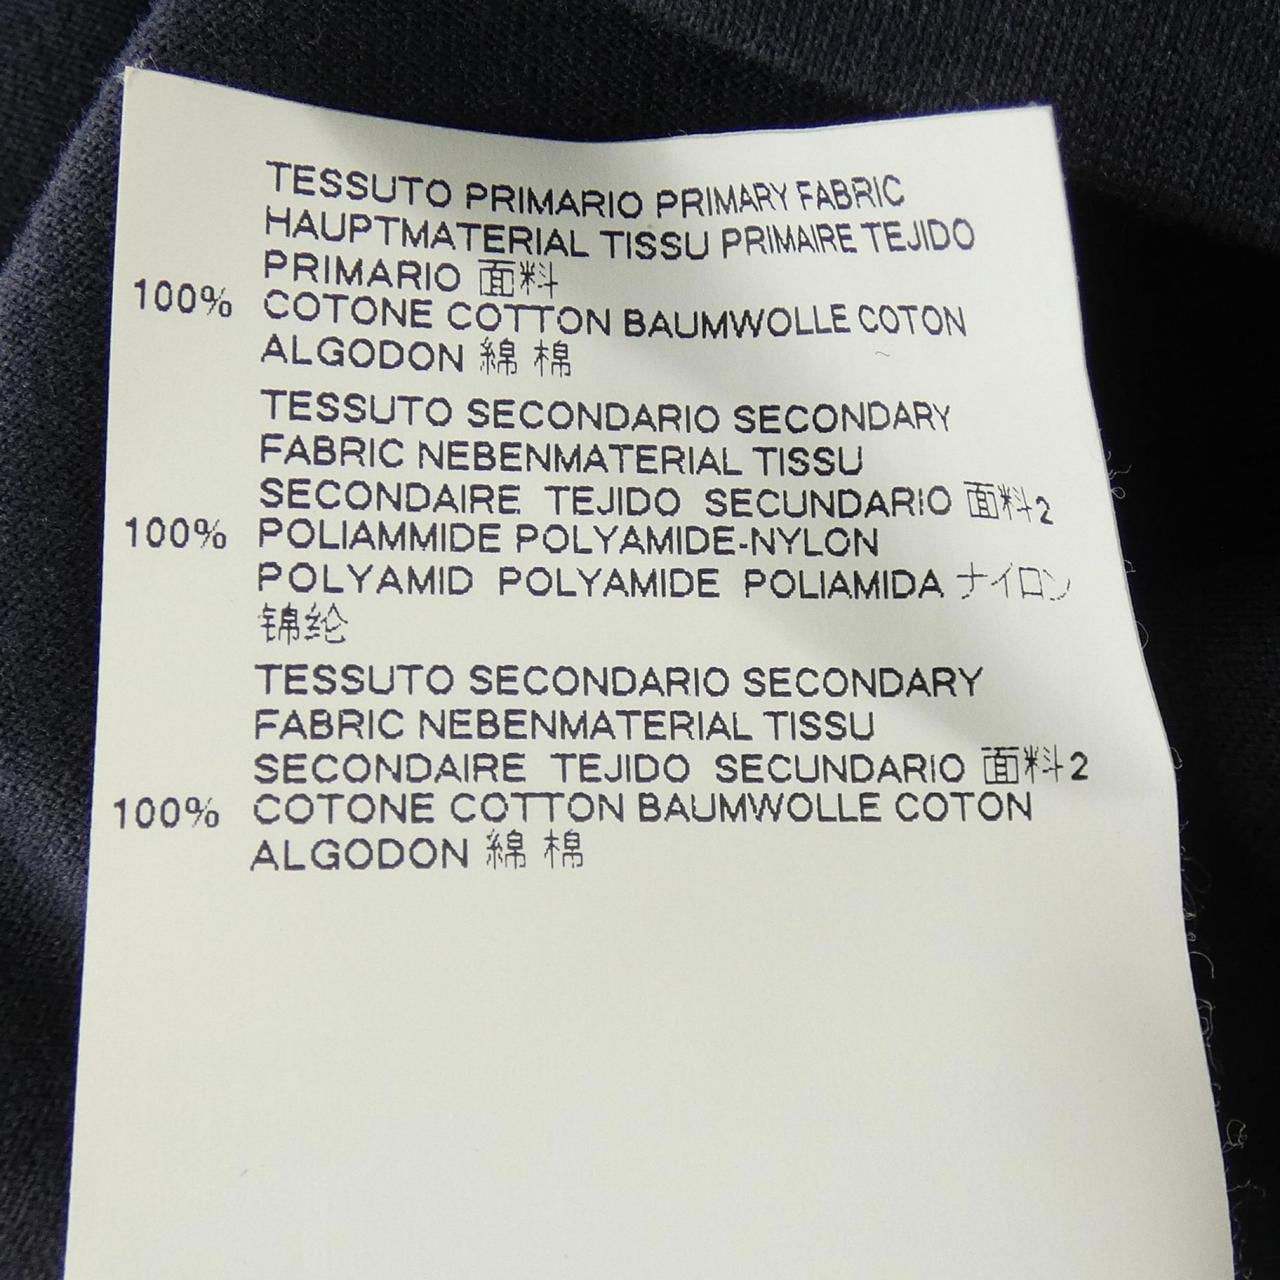 TESSUTO PRIMARIO PRIMARY FABRIC
HAUPTMATERIAL TISSU PRIMAIRE TEJIDO
PRIMARIO 面料
100% COTONE COTTON BAUMWOLLE COTON
ALGODON 綿 棉
TESSUTO SECONDARIO SECONDARY
FABRIC NEBENMATERIAL TISSU
SECONDAIRE TEJIDO SECUNDARIO 面料2
100% POLIAMMIDE POLYAMIDE-NYLON
POLYAMID POLYAMIDE POLIAMIDA ナイロン
锦纶
TESSUTO SECONDARIO SECONDARY
FABRIC NEBENMATERIAL TISSU
SECONDAIRE TEJIDO SECUNDARIO 面料2
100% COTONE COTTON BAUMWOLLE COTON
ALGODON 綿 棉